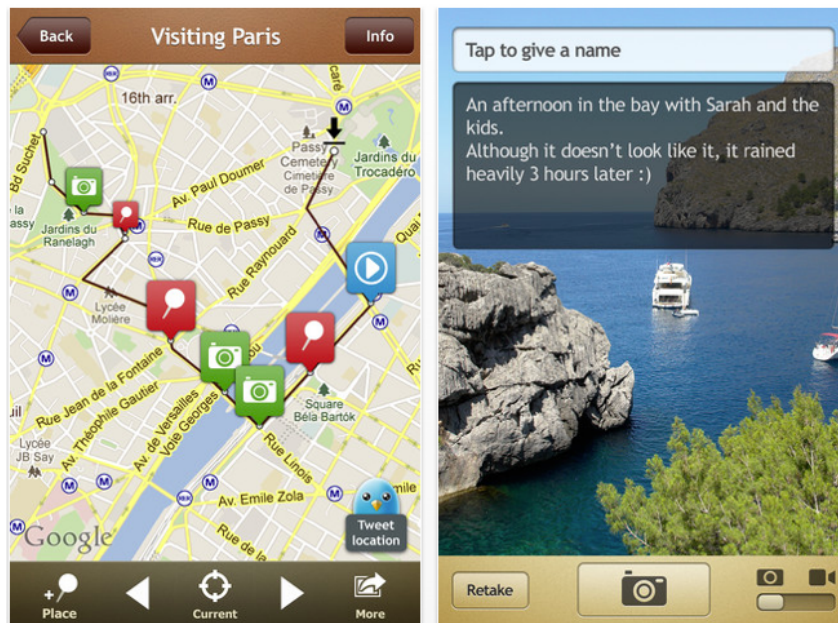 Back
Visiting Paris
Info
16th arr.
Bd Suchet
Passy
Cemetery
Cimetière
de Passy
Jardins du
Trocadéro
Av. Paul Doumer
Rue de Passy
Jardins du
Ranelagh
Rue Raynouard
Lycée
Molière
Rue Jean de la Fontaine
Av. Théophile Gautier
Av. de Versailles
Voie Georges
Square
Béla Bartók
Lycée
JB Say
Rue Linois
Av. Emile Zola
Rue de la
Google
Tweet
location
+
Place
Current
More
Tap to give a name
An afternoon in the bay with Sarah and the
kids.
Although it doesn't look like it, it rained
heavily 3 hours later :)
Retake